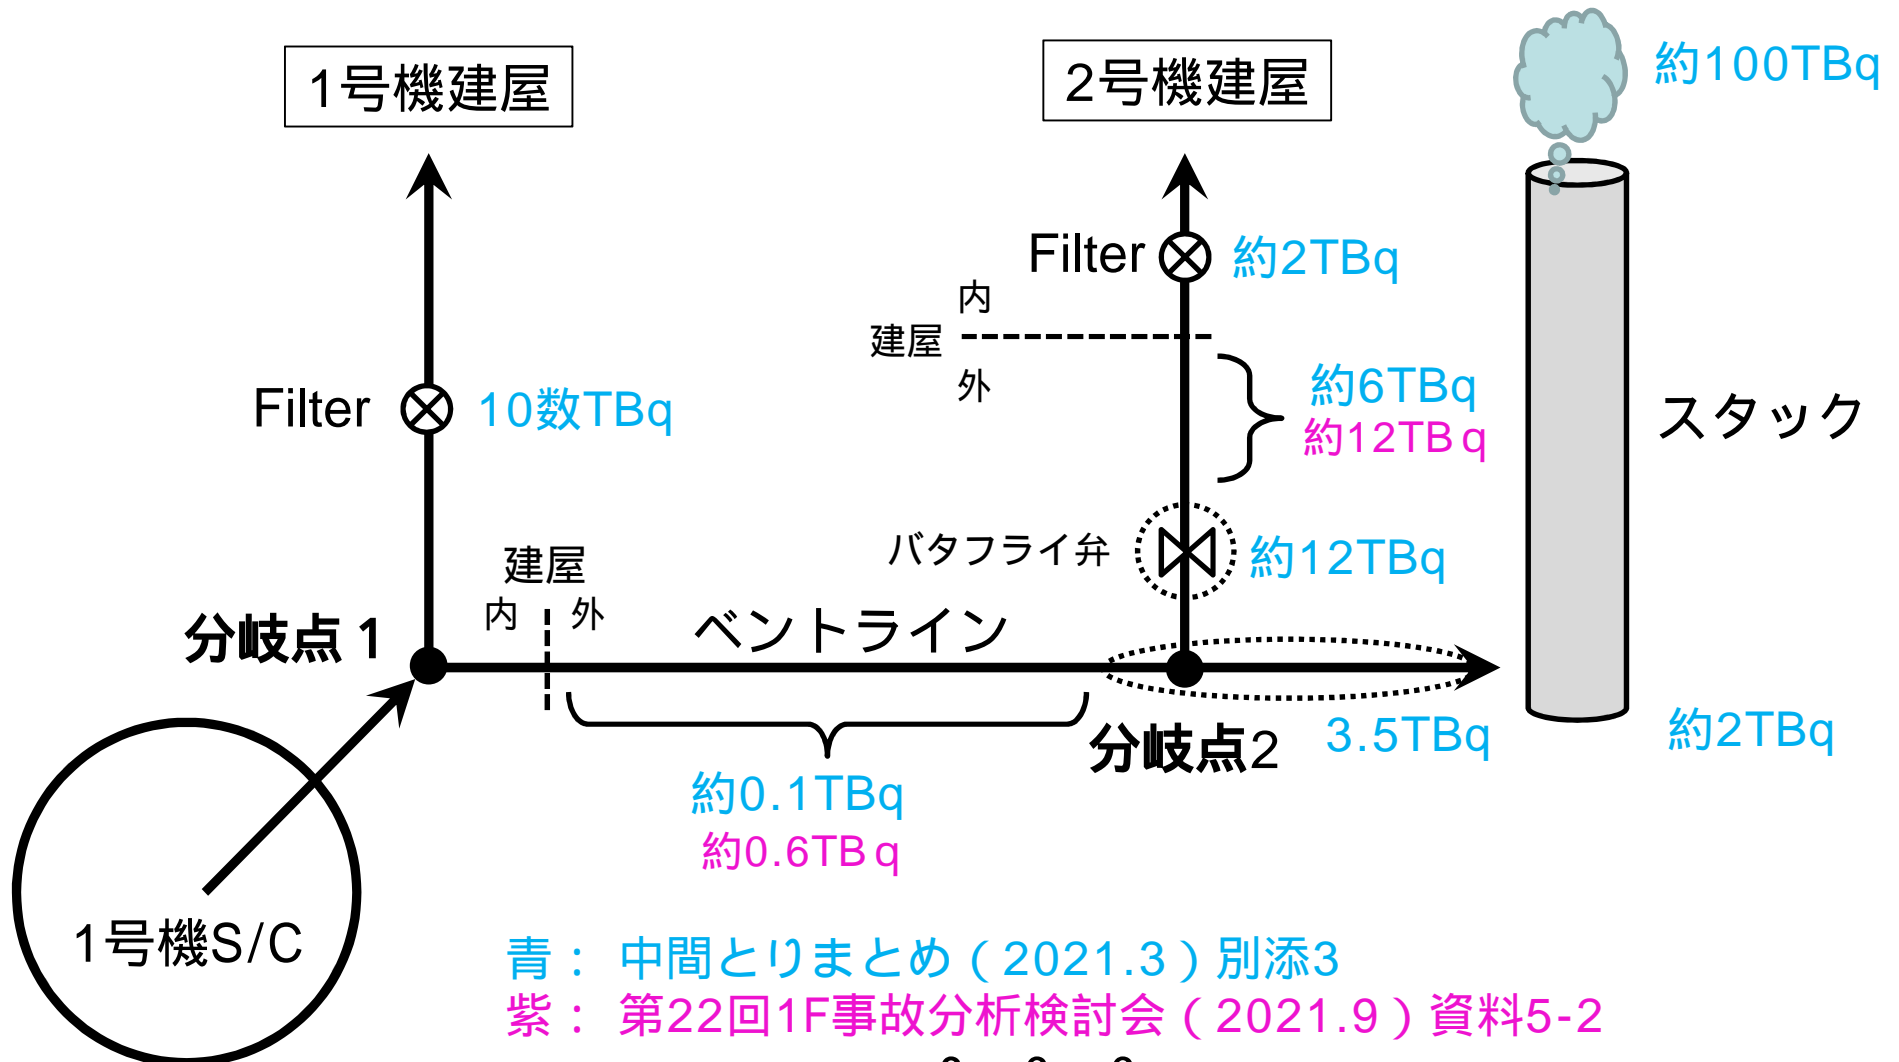 1号機建屋
2号機建屋
約100TBq
Filter
約2TBq
内
建屋
外
約6TBq
約12TBq
スタック
Filter
10数TBq
バタフライ弁
約12TBq
建屋
内
外
ベントライン
分岐点1
分岐点2
3.5TBq
約2TBq
約0.1TBq
約0.6TBq
1号機S/C
青： 中間とりまとめ（2021.3）別添3
紫： 第22回1F事故分析検討会（2021.9）資料5-2